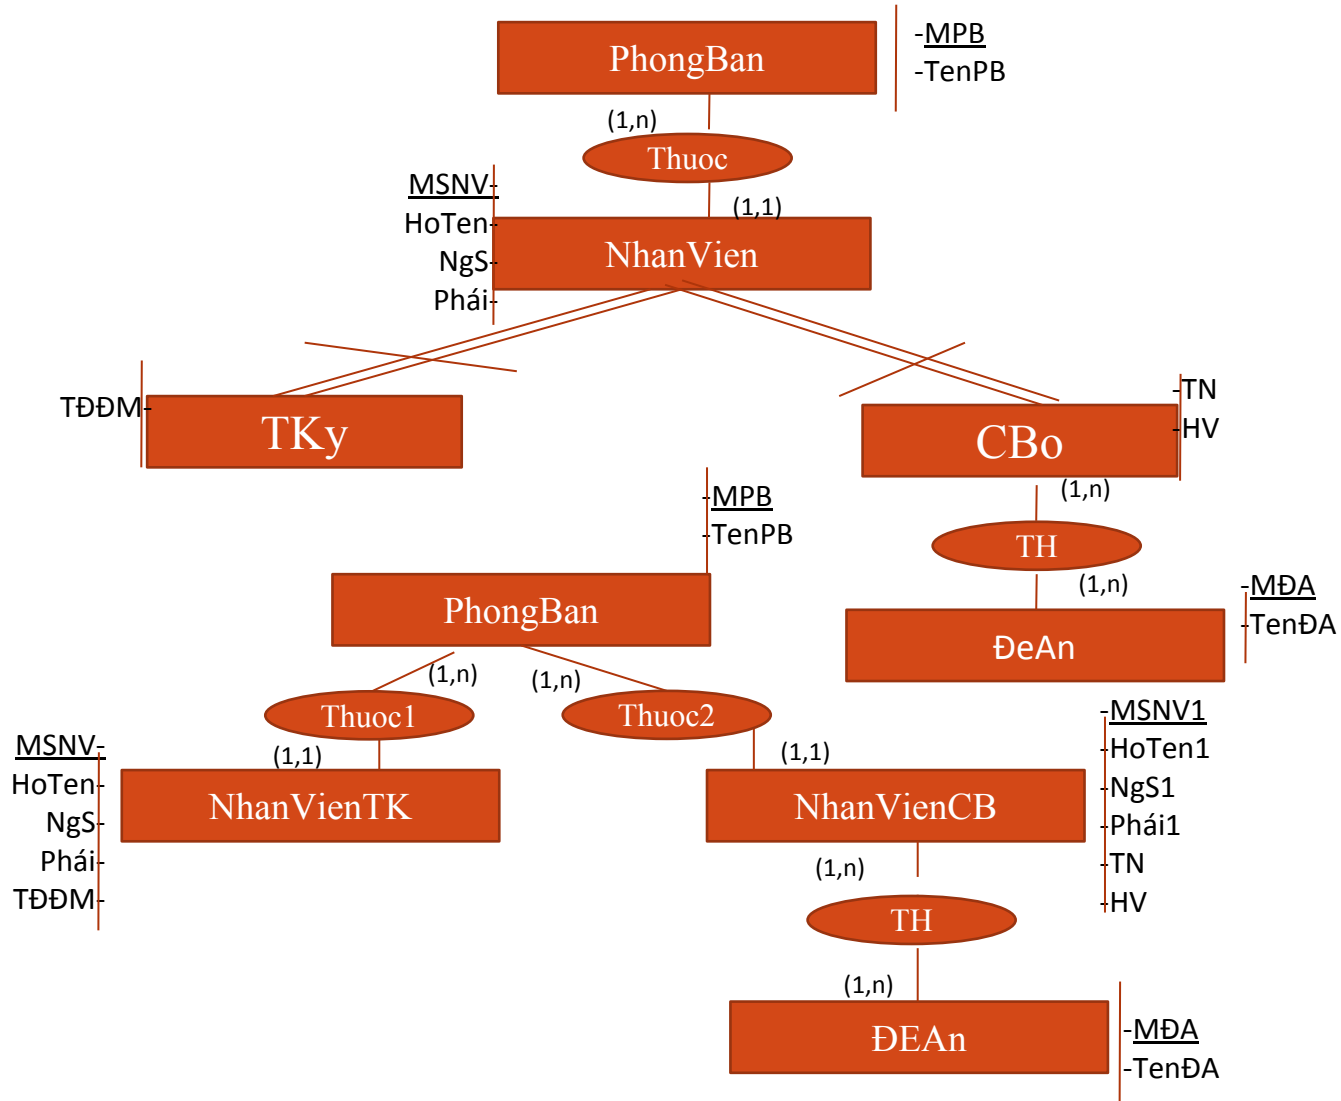 PhongBan
-MPB
-TenPB
(1,n)
Thuoc
MSNV-
HoTen-
NgS-
Phái-
(1,1)
NhanVien
TĐĐM-
TKy
-TN
-HV
CBo
(1,n)
TH
(1,n)
-MĐA
-TenĐA
ĐeAn
-MPB
-TenPB
PhongBan
(1,n)
(1,n)
Thuoc1
Thuoc2
MSNV-
HoTen-
NgS-
Phái-
TĐĐM-
(1,1)
NhanVienTK
(1,1)
NhanVienCB
-MSNV1
-HoTen1
-NgS1
-Phái1
-TN
-HV
(1,n)
TH
(1,n)
ĐEAn
-MĐA
-TenĐA